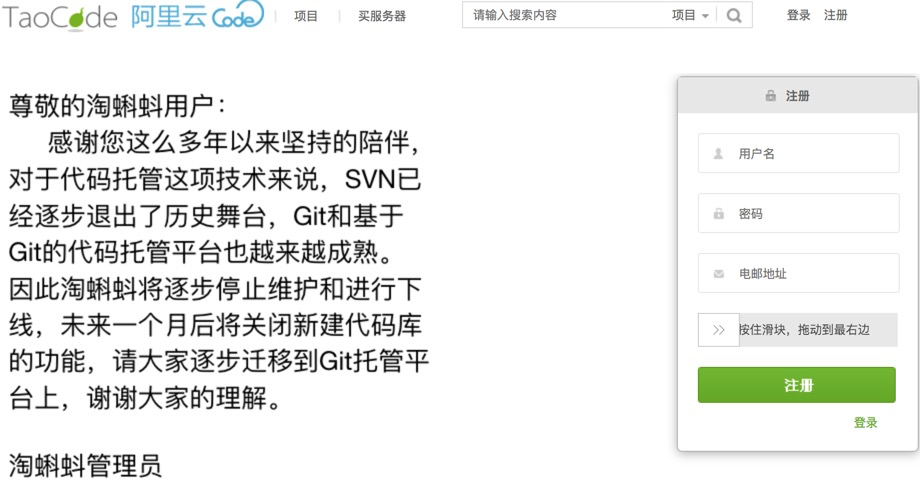 TaoCode 阿里云Code 项目 买服务器 请输入搜索内容 项目 登录 注册
尊敬的淘蝌蚪用户：
感谢您这么多年以来坚持的陪伴，
对于代码托管这项技术来说，SVN已
经逐步退出了历史舞台，Git和基于
Git的代码托管平台也越来越成熟。
因此淘蝌蚪将逐步停止维护和进行下
线，未来一个月后将关闭新建代码库
的功能，请大家逐步迁移到Git托管平
台上，谢谢大家的理解。
淘蝌蚪管理员
注册
用户名
密码
电邮地址
>> 按住滑块，拖动到最右边
注册
登录